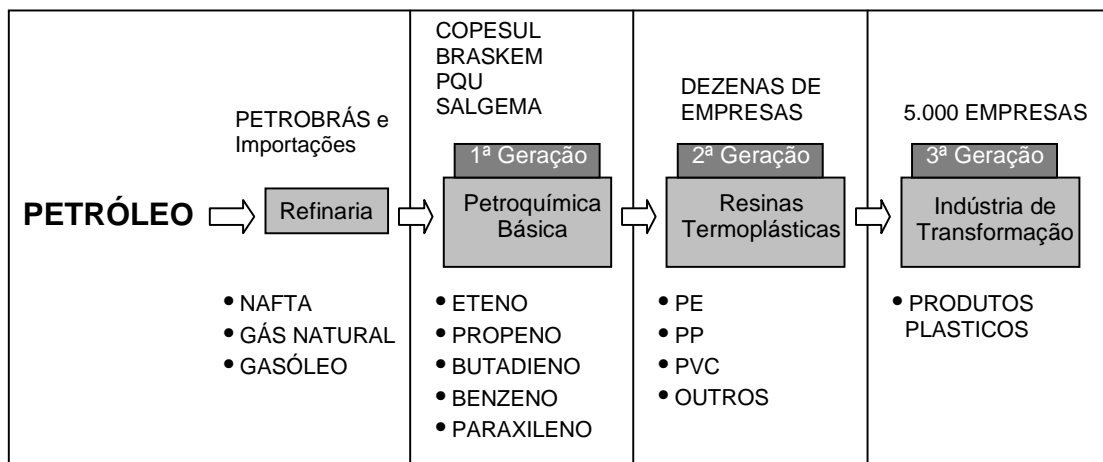 PETRÓLEO
PETROBRÁS e
Importações
Refinaria
• NAFTA
• GÁS NATURAL
• GASÓLEO
COPESUL
BRASKEM
PQU
SALGEMA
1ª Geração
Petroquímica
Básica
• ETENO
• PROPENO
• BUTADIENO
• BENZENO
• PARAXILENO
DEZENAS DE
EMPRESAS
2ª Geração
Resinas
Termoplásticas
• PE
• PP
• PVC
• OUTROS
5.000 EMPRESAS
3ª Geração
Indústria de
Transformação
• PRODUTOS
PLASTICOS